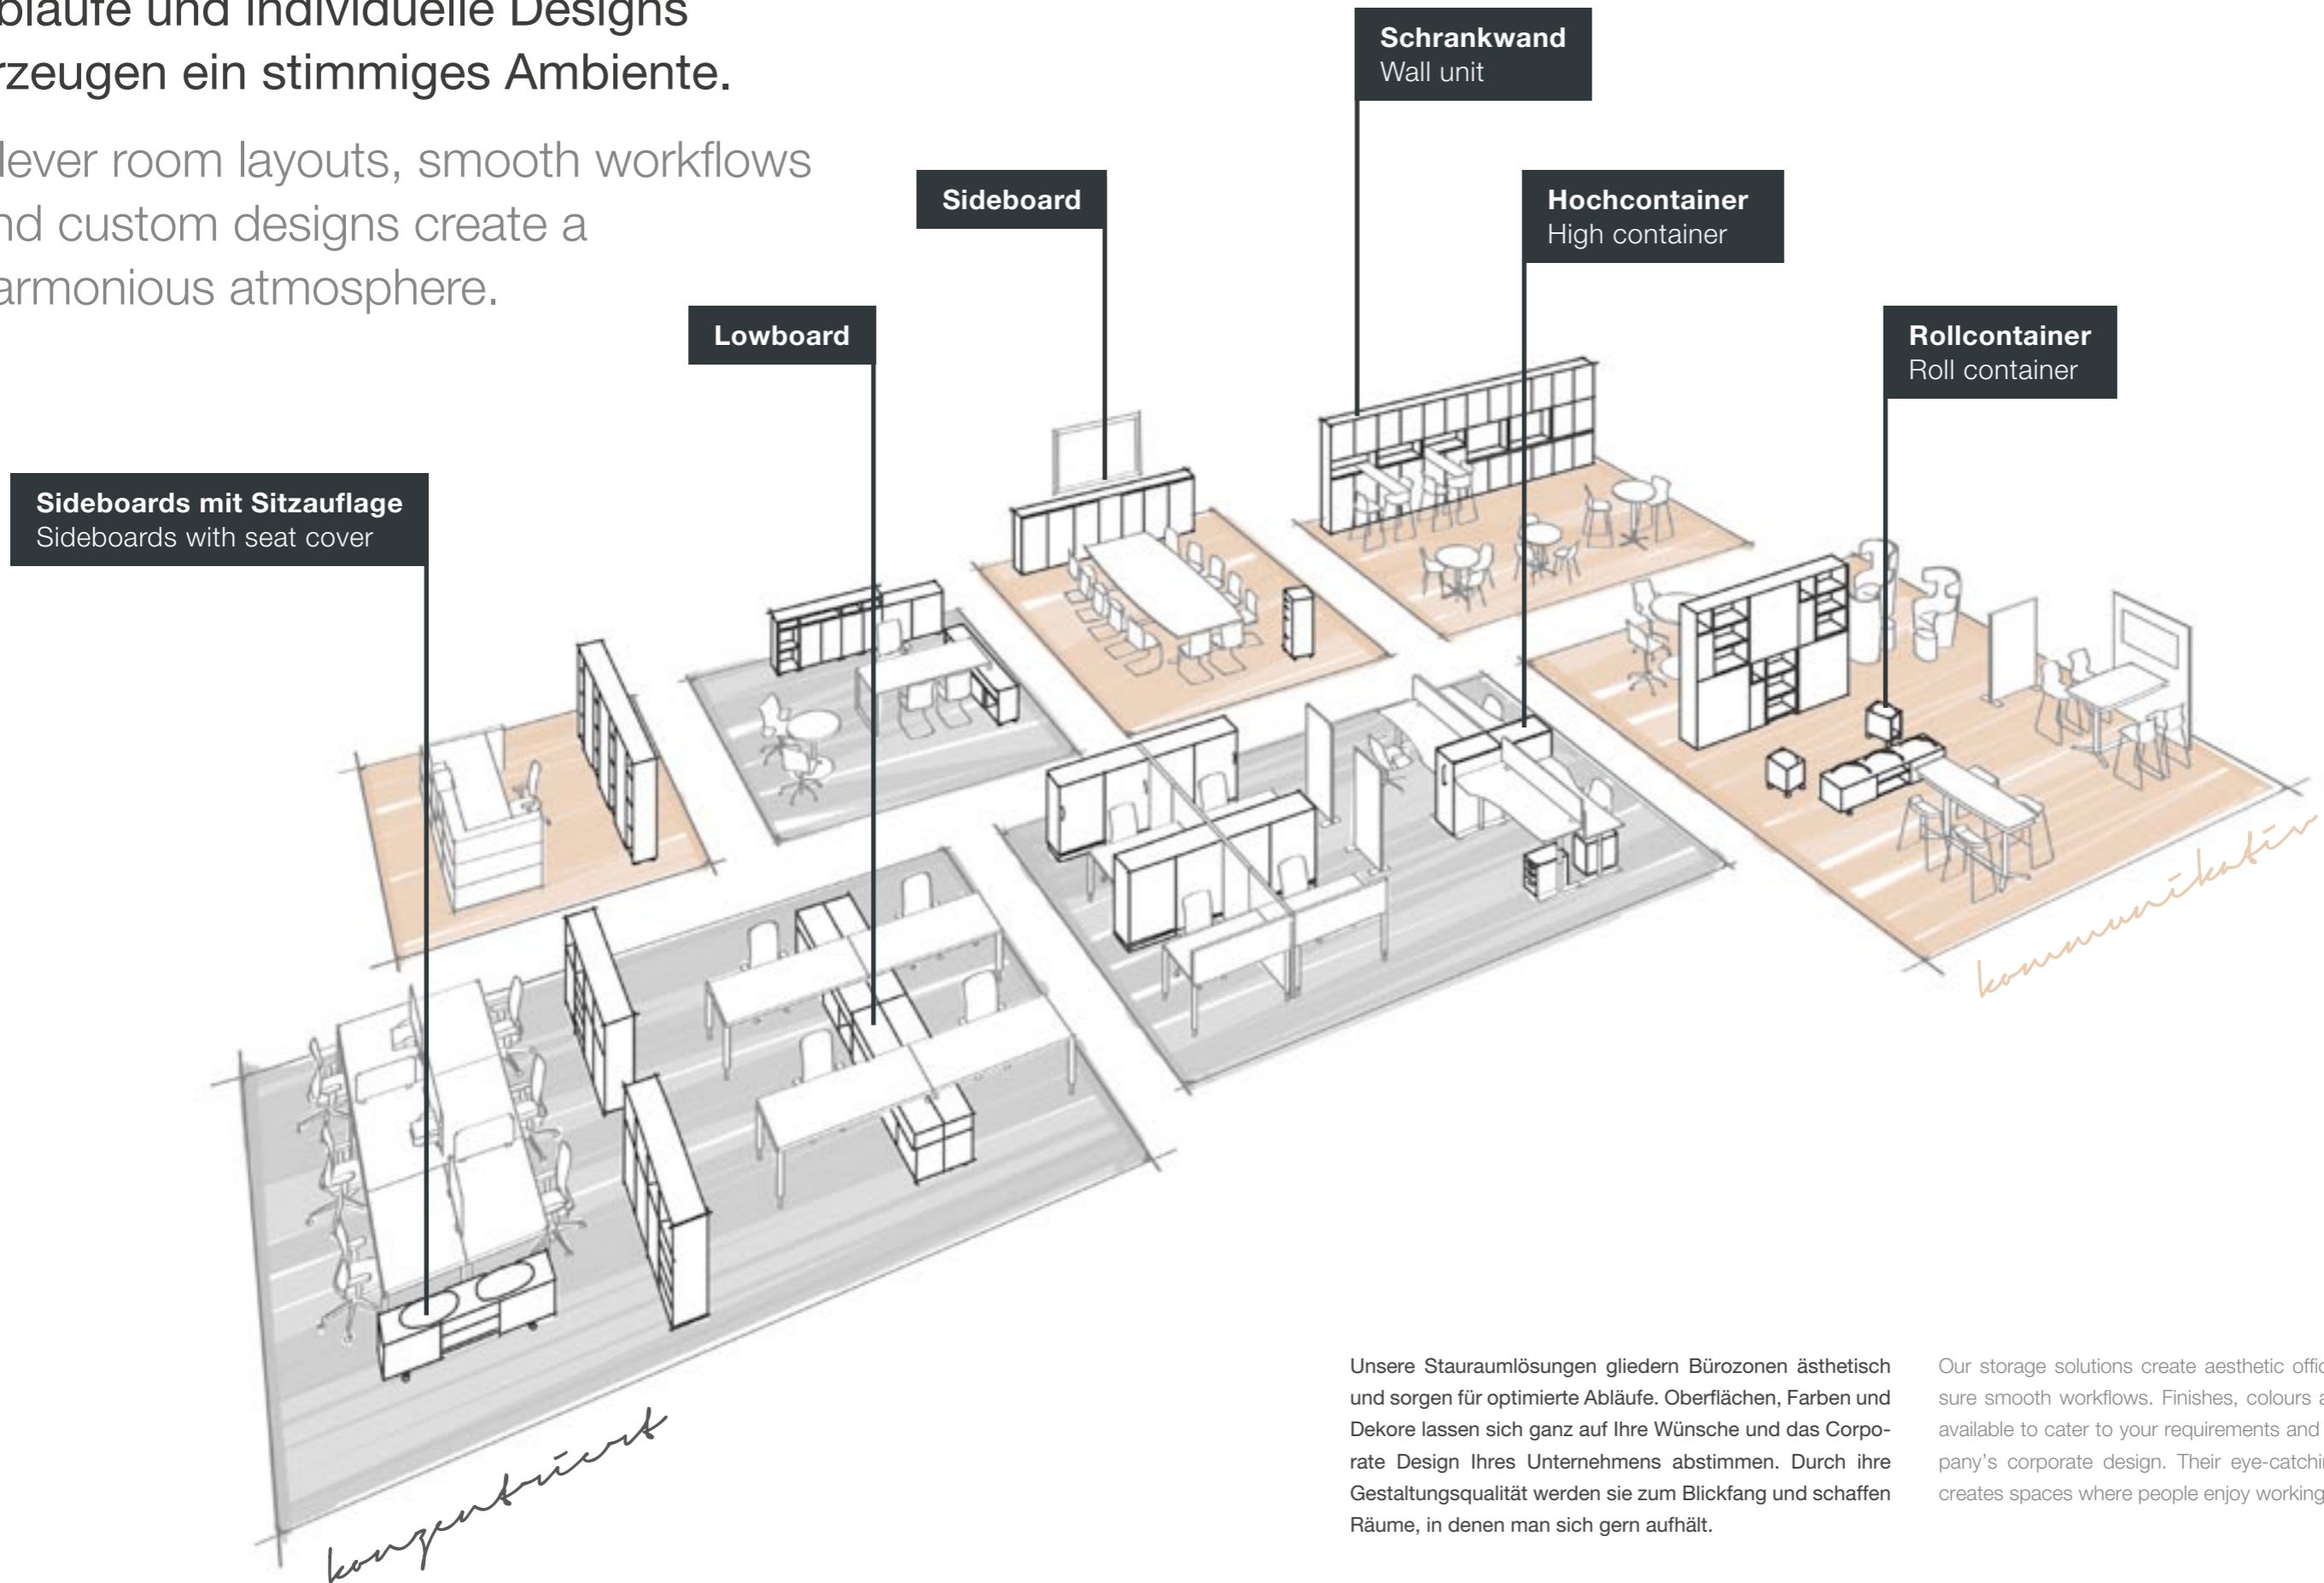 bläufe und individuelle Designs
rzeugen ein stimmiges Ambiente.
lever room layouts, smooth workflows
nd custom designs create a
armonious atmosphere.
Schrankwand
Wall unit
Sideboard
Hochcontainer
High container
Lowboard
Rollcontainer
Roll container
Sideboards mit Sitzauflage
Sideboards with seat cover
kommunikativ
konzentriert
Unsere Stauraumlösungen gliedern Bürozonen ästhetisch
und sorgen für optimierte Abläufe. Oberflächen, Farben und
Dekore lassen sich ganz auf Ihre Wünsche und das Corpo-
rate Design Ihres Unternehmens abstimmen. Durch ihre
Gestaltungsqualität werden sie zum Blickfang und schaffen
Räume, in denen man sich gern aufhält.
Our storage solutions create aesthetic offic
sure smooth workflows. Finishes, colours a
available to cater to your requirements and
pany's corporate design. Their eye-catchin
creates spaces where people enjoy working